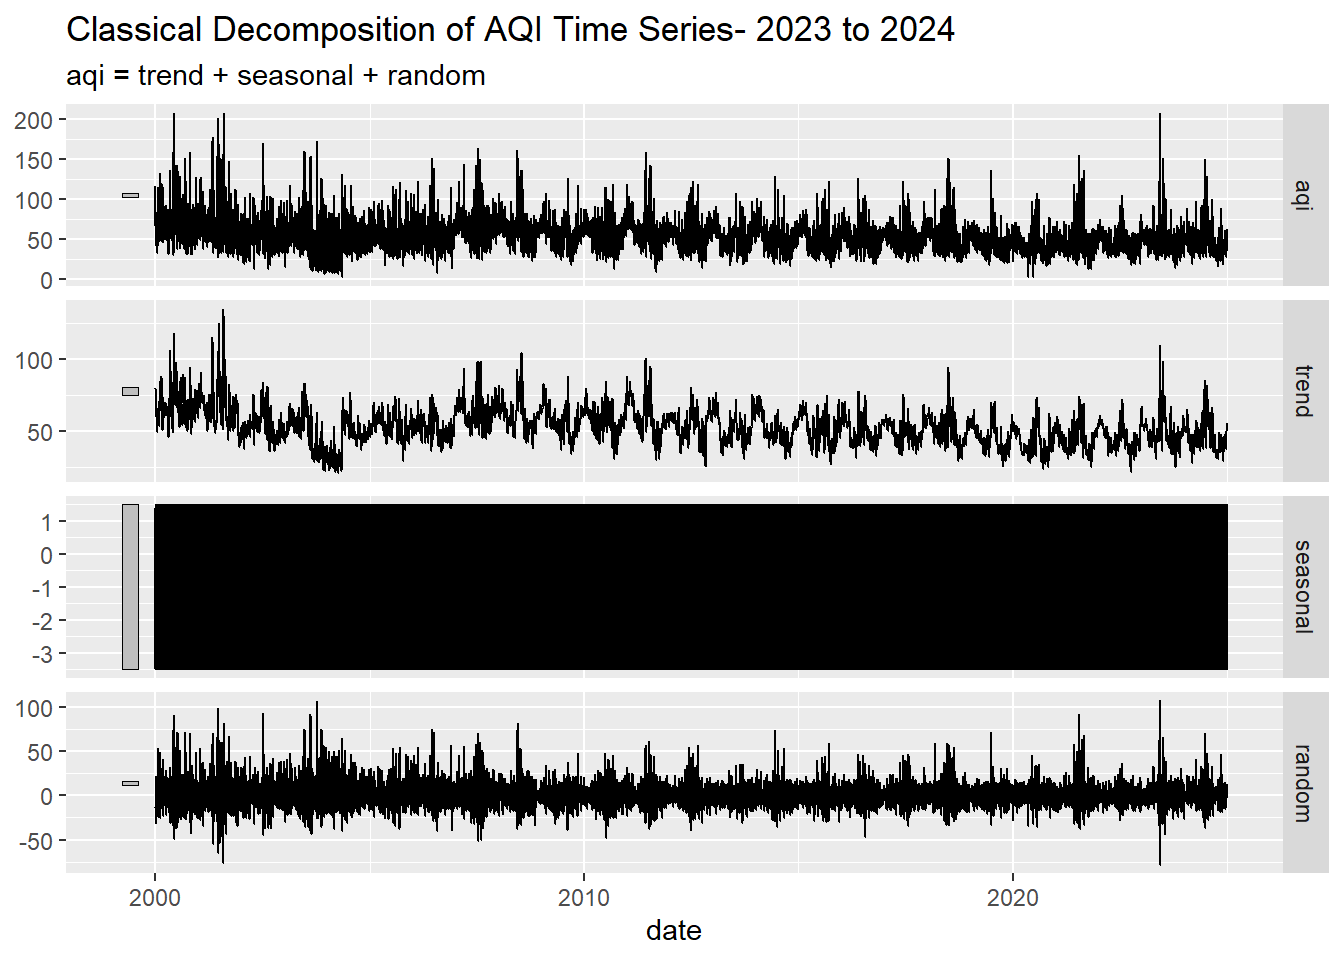 Classical Decomposition of AQI Time Series- 2023 to 2024
aqi = trend + seasonal + random
200
150
100
50
0
aqi
100
50
trend
1
0
-1
-2
-3
seasonal
100
50
0
-50
random
2000 2010 2020
date